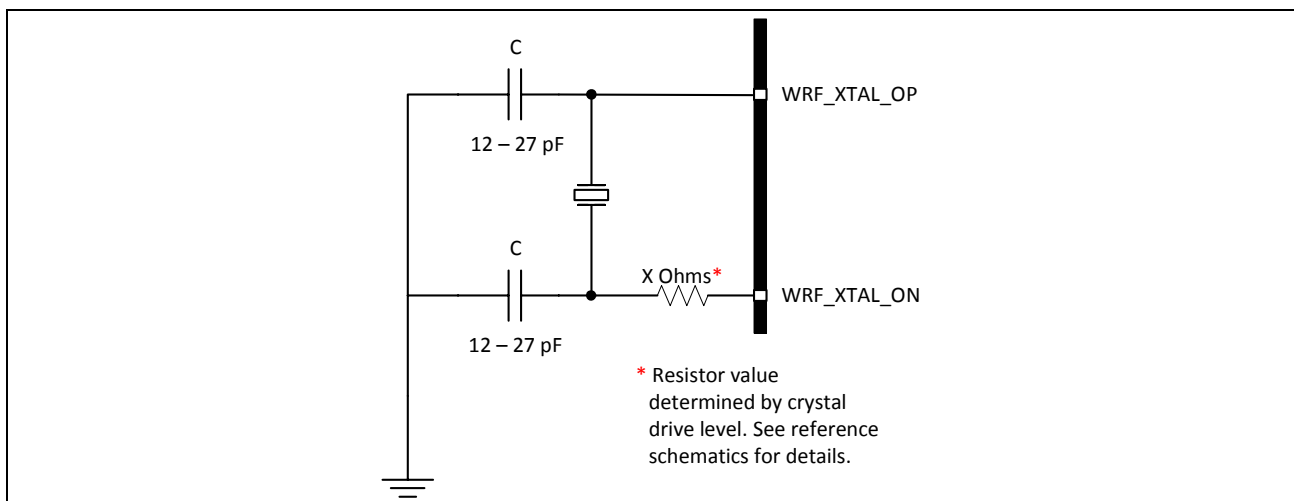 C
WRF_XTAL_OP
12 – 27 pF
C
X Ohms*
WRF_XTAL_ON
12 – 27 pF
* Resistor value
determined by crystal
drive level. See reference
schematics for details.